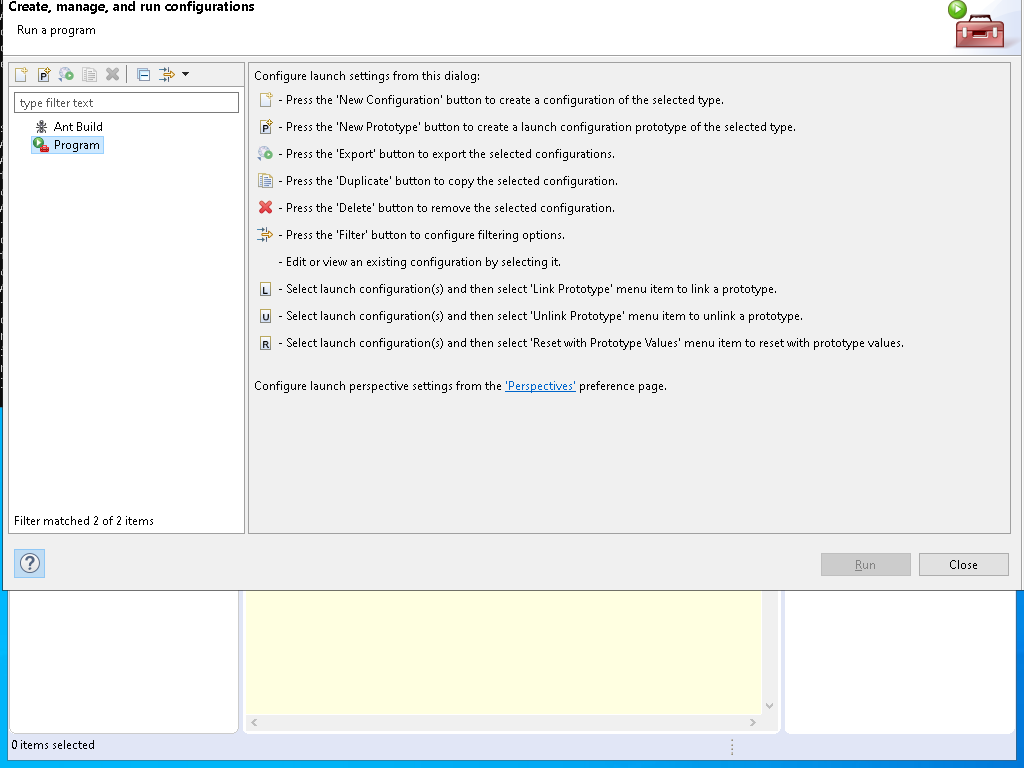 Create, manage, and run configurations
Run a program
type filter text
Ant Build
Program
Filter matched 2 of 2 items
Configure launch settings from this dialog:
- Press the 'New Configuration' button to create a configuration of the selected type.
- Press the 'New Prototype' button to create a launch configuration prototype of the selected type.
- Press the 'Export' button to export the selected configurations.
- Press the 'Duplicate' button to copy the selected configuration.
- Press the 'Delete' button to remove the selected configuration.
- Press the 'Filter' button to configure filtering options.
- Edit or view an existing configuration by selecting it.
L - Select launch configuration(s) and then select 'Link Prototype' menu item to link a prototype.
U - Select launch configuration(s) and then select 'Unlink Prototype' menu item to unlink a prototype.
R - Select launch configuration(s) and then select 'Reset with Prototype Values' menu item to reset with prototype values.
Configure launch perspective settings from the 'Perspectives' preference page.
Run
Close
0 items selected